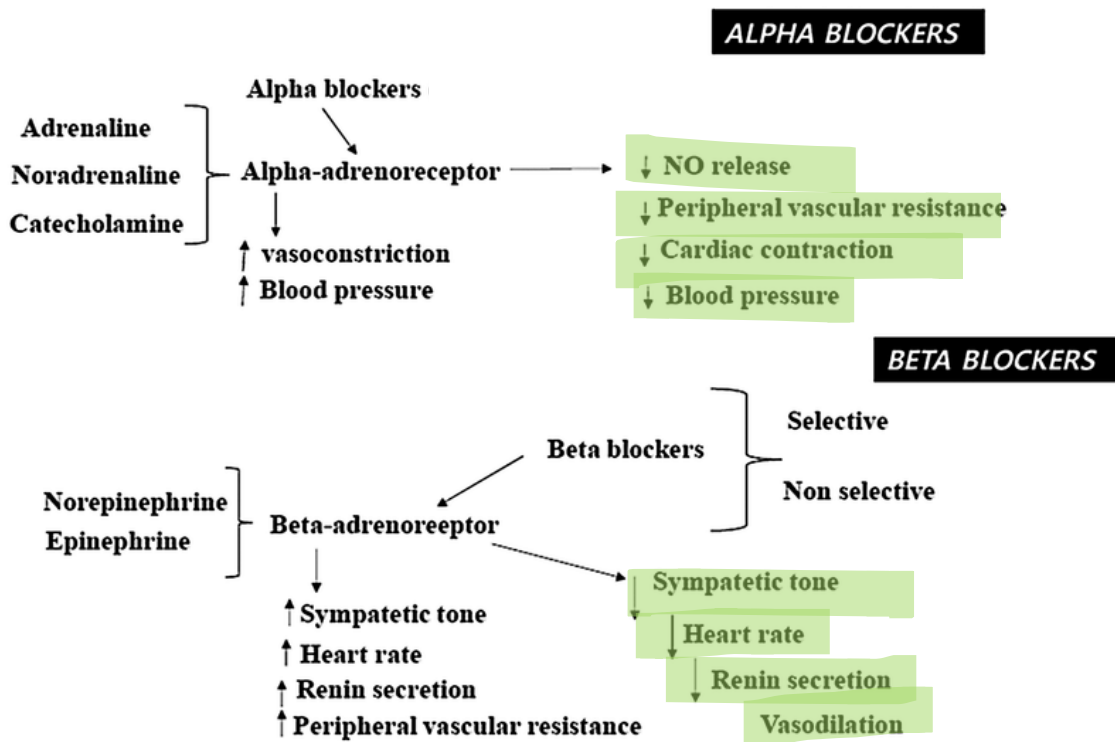 ALPHA BLOCKERS
Alpha blockers
Adrenaline
Noradrenaline
Catecholamine
Alpha-adrenoreceptor
↑ vasoconstriction
↑ Blood pressure
↓ NO release
↓ Peripheral vascular resistance
↓ Cardiac contraction
↓ Blood pressure
BETA BLOCKERS
Beta blockers
Selective
Non selective
Norepinephrine
Epinephrine
Beta-adrenoreeptor
↑ Sympatetic tone
↑ Heart rate
↑ Renin secretion
↑ Peripheral vascular resistance
↓ Sympatetic tone
↓ Heart rate
↓ Renin secretion
Vasodilation